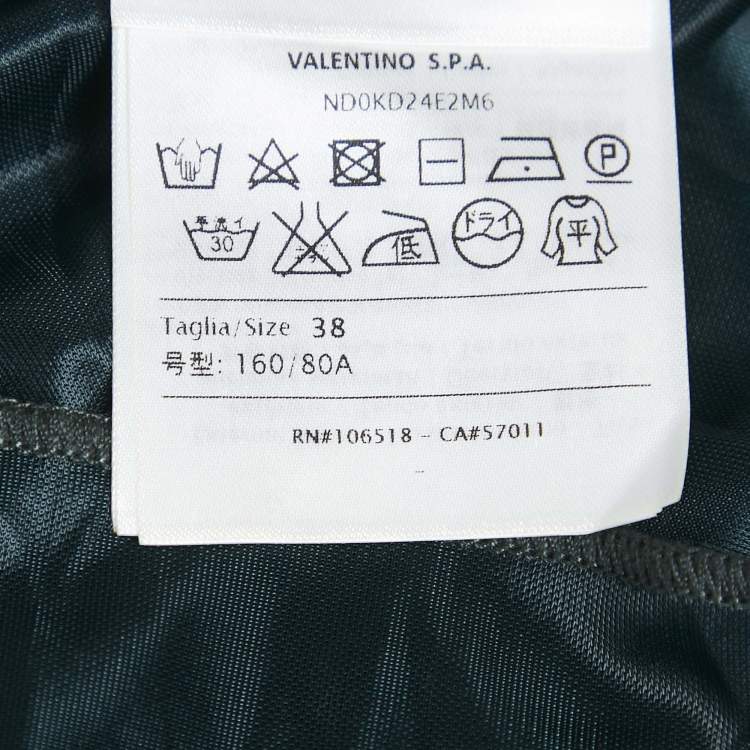 VALENTINO S.P.A.
ND0KD24E2M6
P
手洗イ
30
低
ドライ
平
Taglia/Size 38
号型: 160/80A
RN#106518 - CA#57011